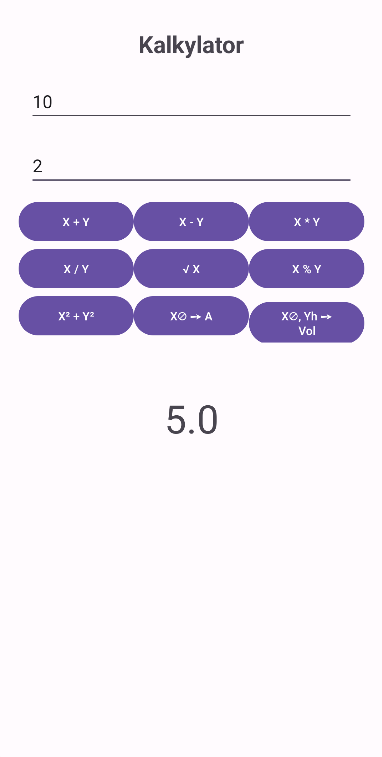 Kalkylator
10
2
X + Y
X - Y
X * Y
X / Y
√ X
X % Y
X² + Y²
X∅ → A
X∅, Yh →
Vol
5.0